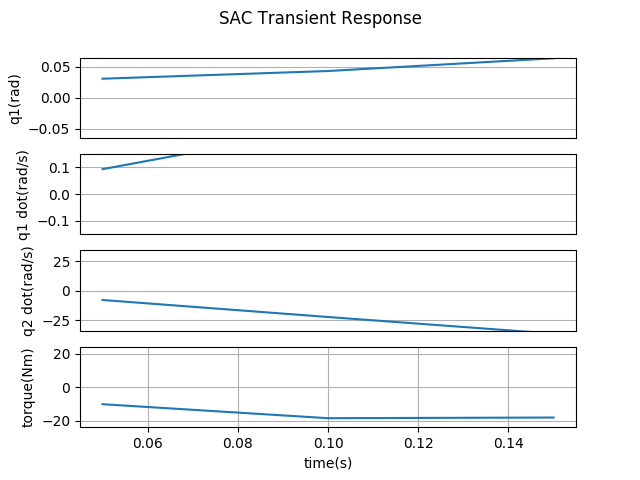 SAC Transient Response
q1(rad)
0.05
0.00
−0.05
q1 dot(rad/s)
0.1
0.0
−0.1
q2 dot(rad/s)
25
0
−25
torque(Nm)
20
0
−20
0.06 0.08 0.10 0.12 0.14
time(s)